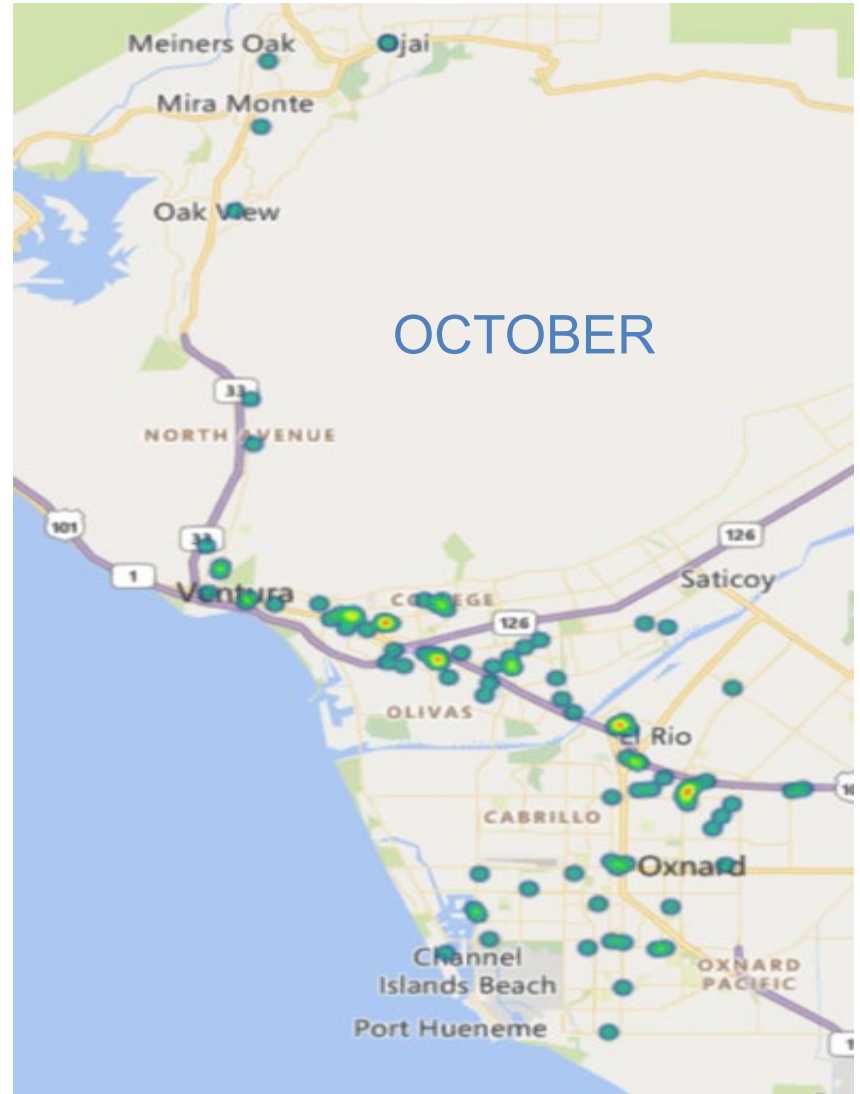 Meiners Oak
Ojai
Mira Monte
Oak View
OCTOBER
33
NORTH AVENUE
101
33
126
1
Ventura
Saticoy
COLLEGE
126
OLIVAS
El Rio
CABRILLO
Oxnard
Channel
Islands Beach
OXNARD
PACIFIC
Port Hueneme